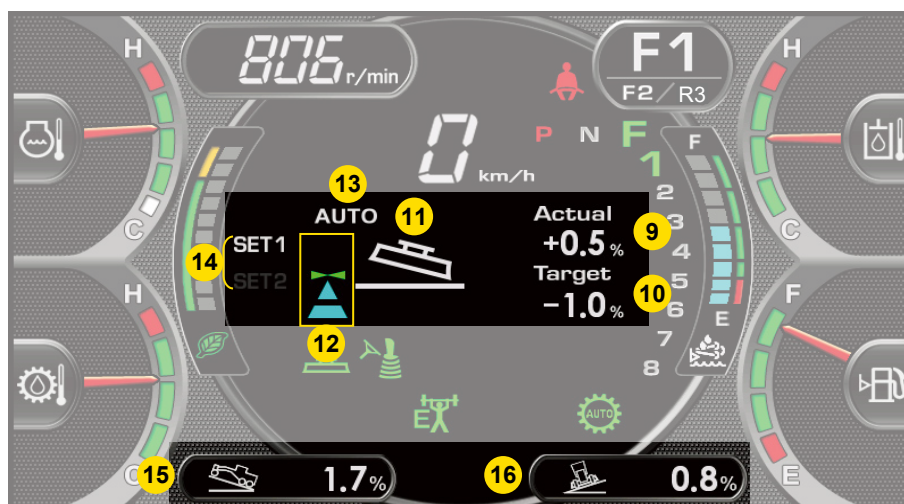 H
806 r/min
F1
F2/R3
H
P N F
F
0 km/h
1
2
13
AUTO
11
Actual
3
9
C
14
SET1
+0.5 %
4
C
SET2
Target
5
10
H
−1.0 %
6
F
E
12
7
8
E
AUTO
C
15
1.7%
16
0.8%
E